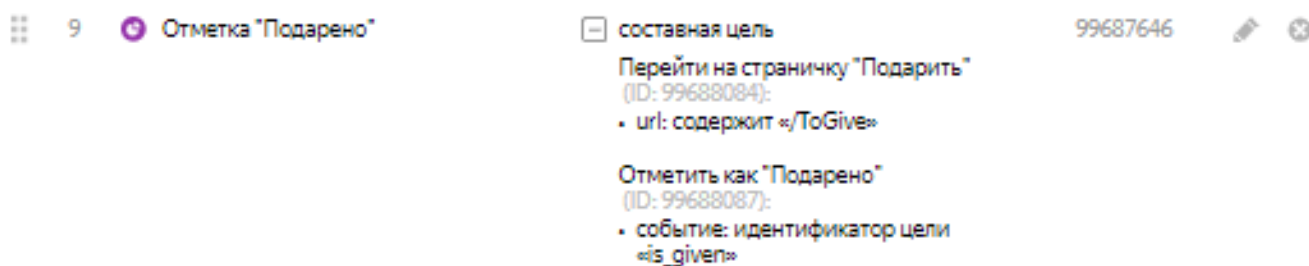 9 Отметка "Подарено" составная цель 99687646
Перейти на страничку "Подарить"
(ID: 99688084):
• url: содержит «/ToGive»
Отметить как "Подарено"
(ID: 99688087):
• событие: идентификатор цели
«is_given»